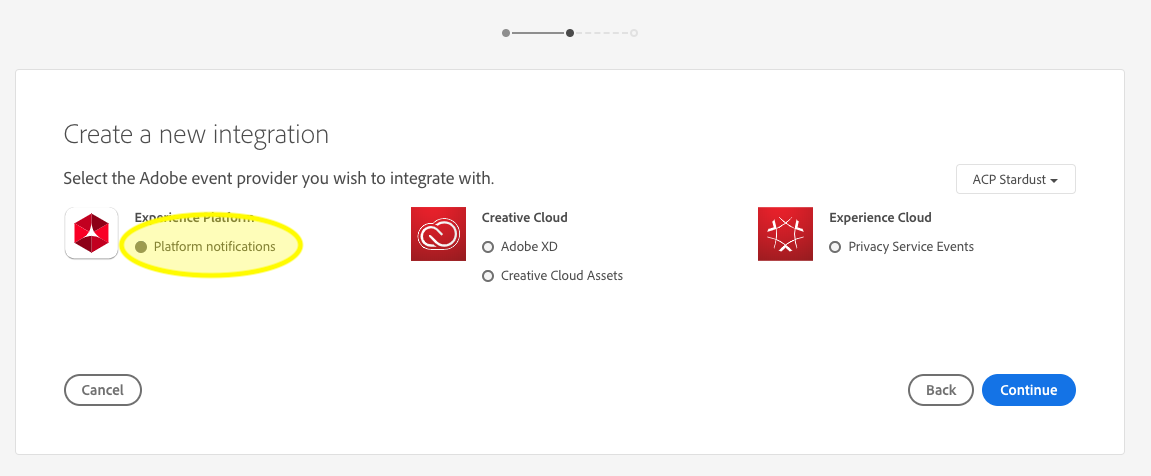 Create a new integration
Select the Adobe event provider you wish to integrate with.
ACP Stardust
Experience Platform
Platform notifications
Creative Cloud
Adobe XD
Creative Cloud Assets
Experience Cloud
Privacy Service Events
Cancel
Back
Continue